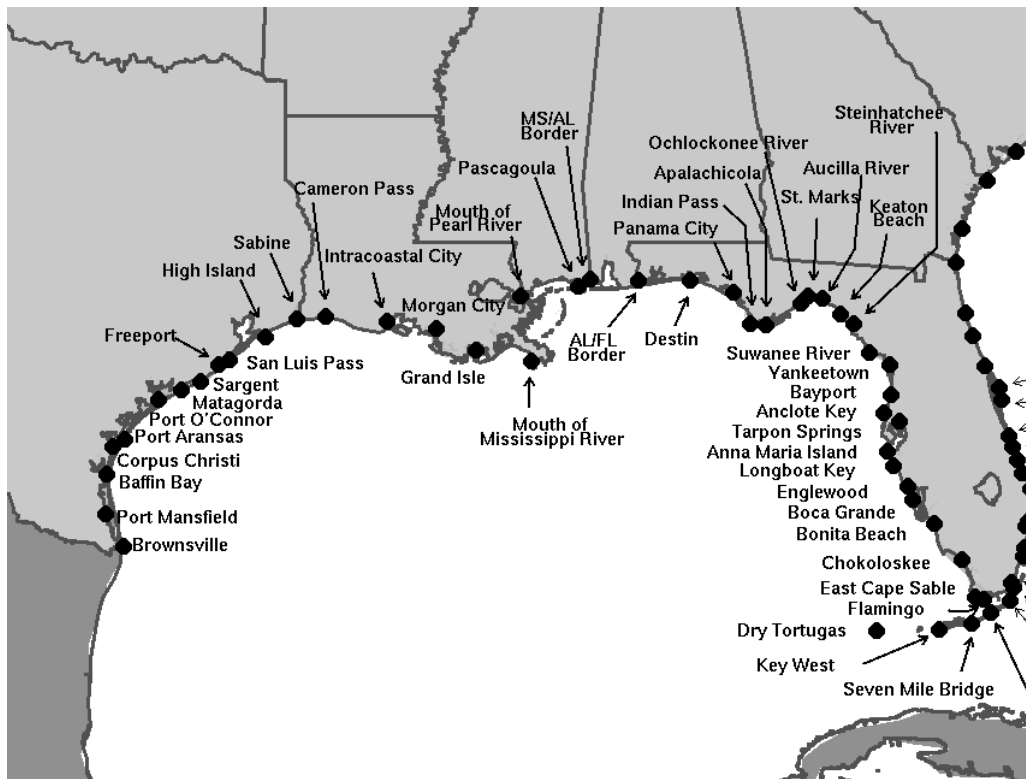 Steinhatchee
River
MS/AL
Border
Ochlockonee River
Pascagoula
Apalachicola
Aucilla River
Cameron Pass
Indian Pass
St. Marks
Mouth of
Pearl River
Keaton
Beach
Panama City
Sabine
Intracoastal City
High Island
Morgan City
Freeport
AL/FL
Border
Destin
San Luis Pass
Grand Isle
Suwanee River
Yankeetown
Sargent
Bayport
Matagorda
Anclote Key
Port O'Connor
Mouth of
Mississippi River
Tarpon Springs
Port Aransas
Anna Maria Island
Corpus Christi
Longboat Key
Baffin Bay
Englewood
Boca Grande
Port Mansfield
Bonita Beach
Brownsville
Chokoloskee
East Cape Sable
Flamingo
Dry Tortugas
Key West
Seven Mile Bridge